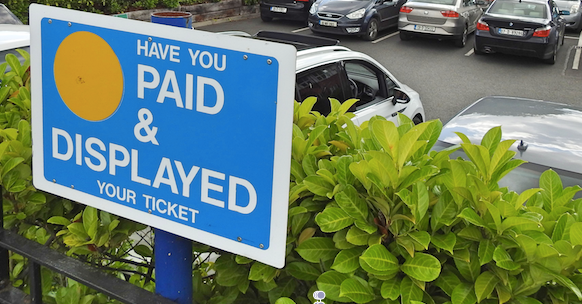 HAVE YOU
PAID
&
DISPLAYED
YOUR TICKET